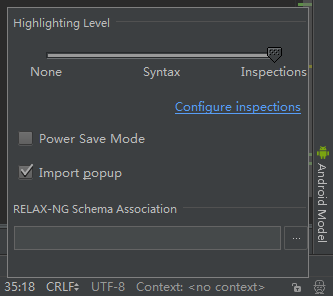 Highlighting Level
None Syntax Inspections
Configure inspections
Power Save Mode
Import popup
RELAX-NG Schema Association
...
Android Model
35:18 CRLF UTF-8 Context: <no context>